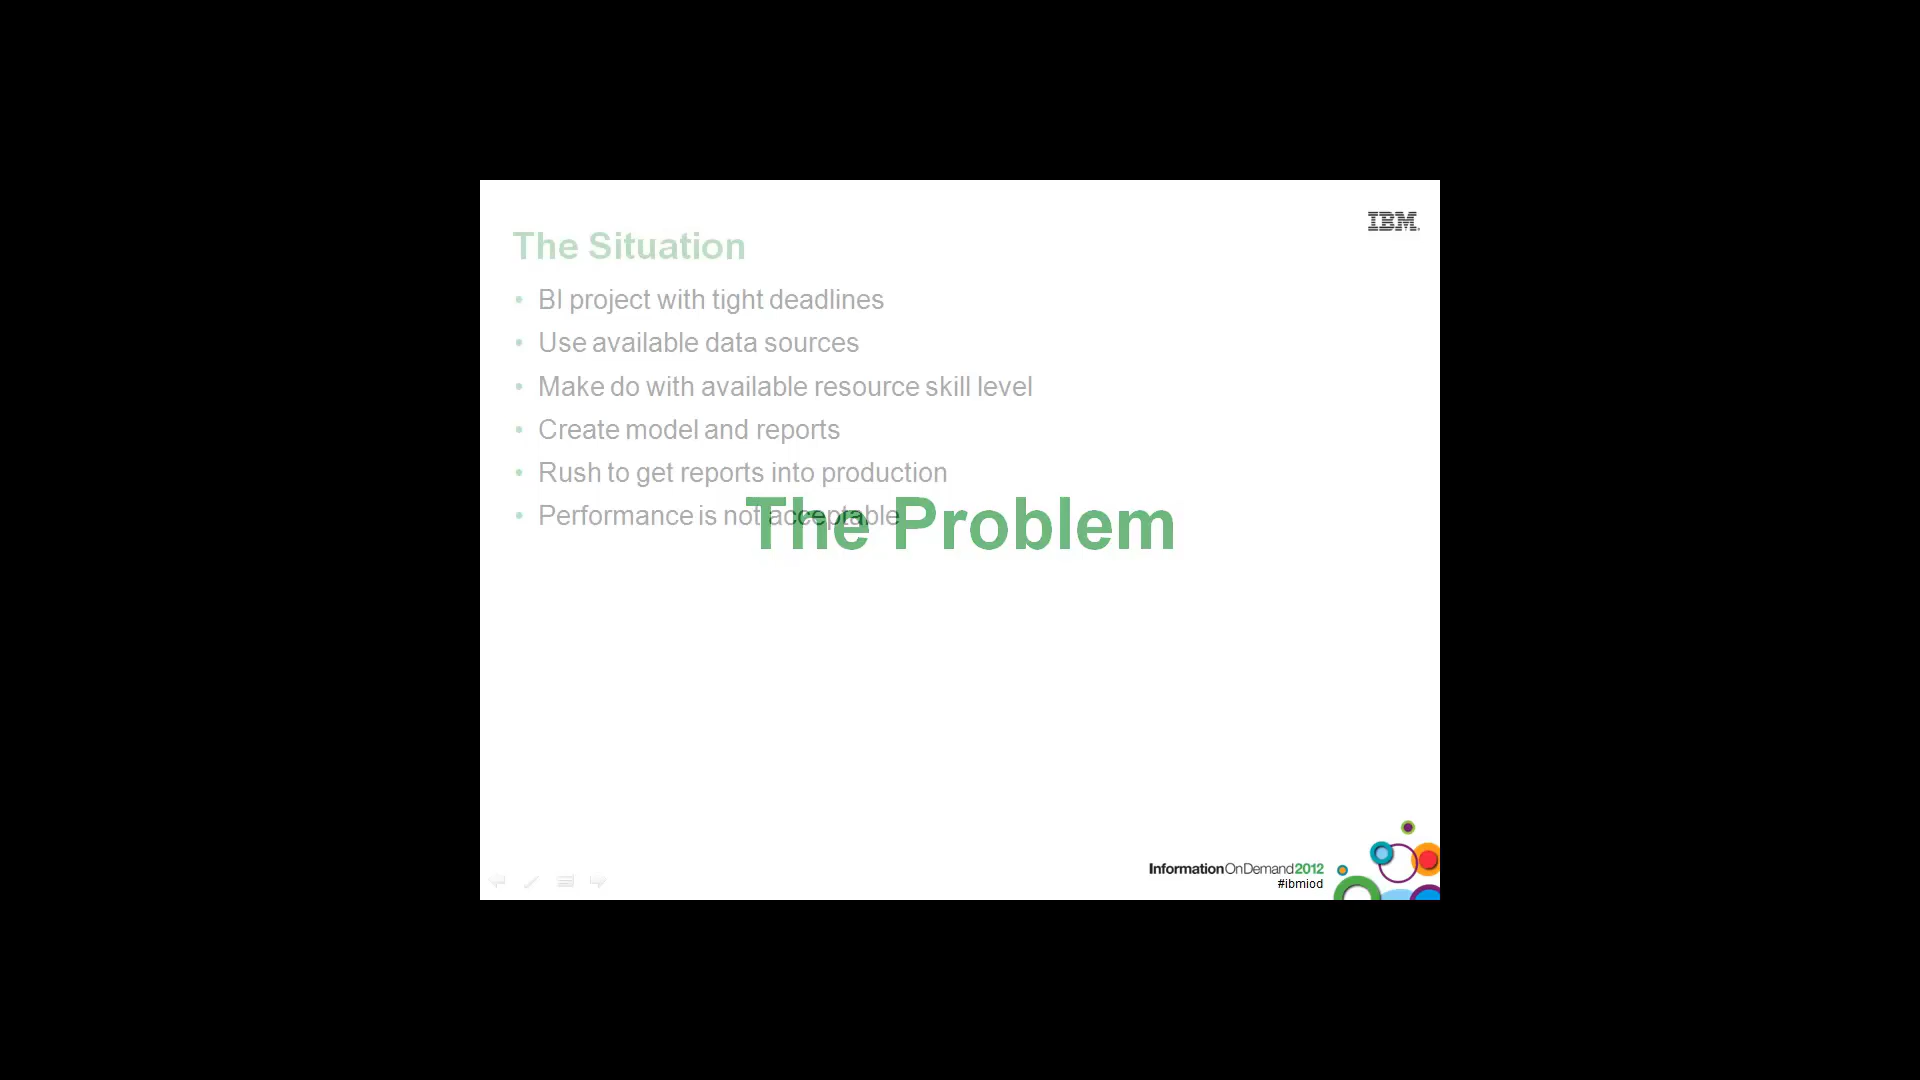 IBM
The Situation
• BI project with tight deadlines
• Use available data sources
• Make do with available resource skill level
• Create model and reports
• Rush to get reports into production
• Performance is not acceptable
The Problem
InformationOnDemand2012
#ibmiod